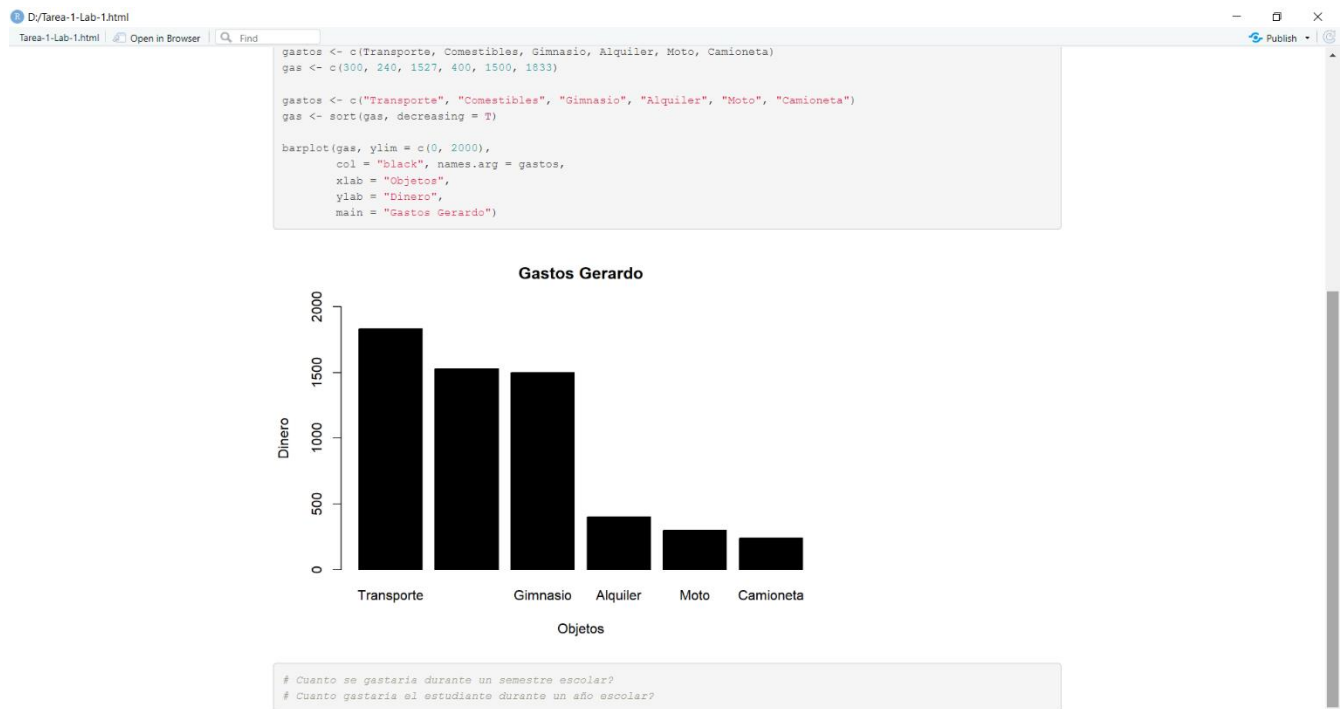 D:/Tarea-1-Lab-1.html
Tarea-1-Lab-1.html Open in Browser Find Publish
gastos <- c(Transporte, Comestibles, Gimnasio, Alquiler, Moto, Camioneta)
gas <- c(300, 240, 1527, 400, 1500, 1833)
gastos <- c("Transporte", "Comestibles", "Gimnasio", "Alquiler", "Moto", "Camioneta")
gas <- sort(gas, decreasing = T)
barplot(gas, ylim = c(0, 2000),
col = "black", names.arg = gastos,
xlab = "Objetos",
ylab = "Dinero",
main = "Gastos Gerardo")
Gastos Gerardo
2000
1500
1000
500
0
Dinero
Transporte Gimnasio Alquiler Moto Camioneta
Objetos
# Cuanto se gastaria durante un semestre escolar?
# Cuanto gastaria el estudiante durante un año escolar?